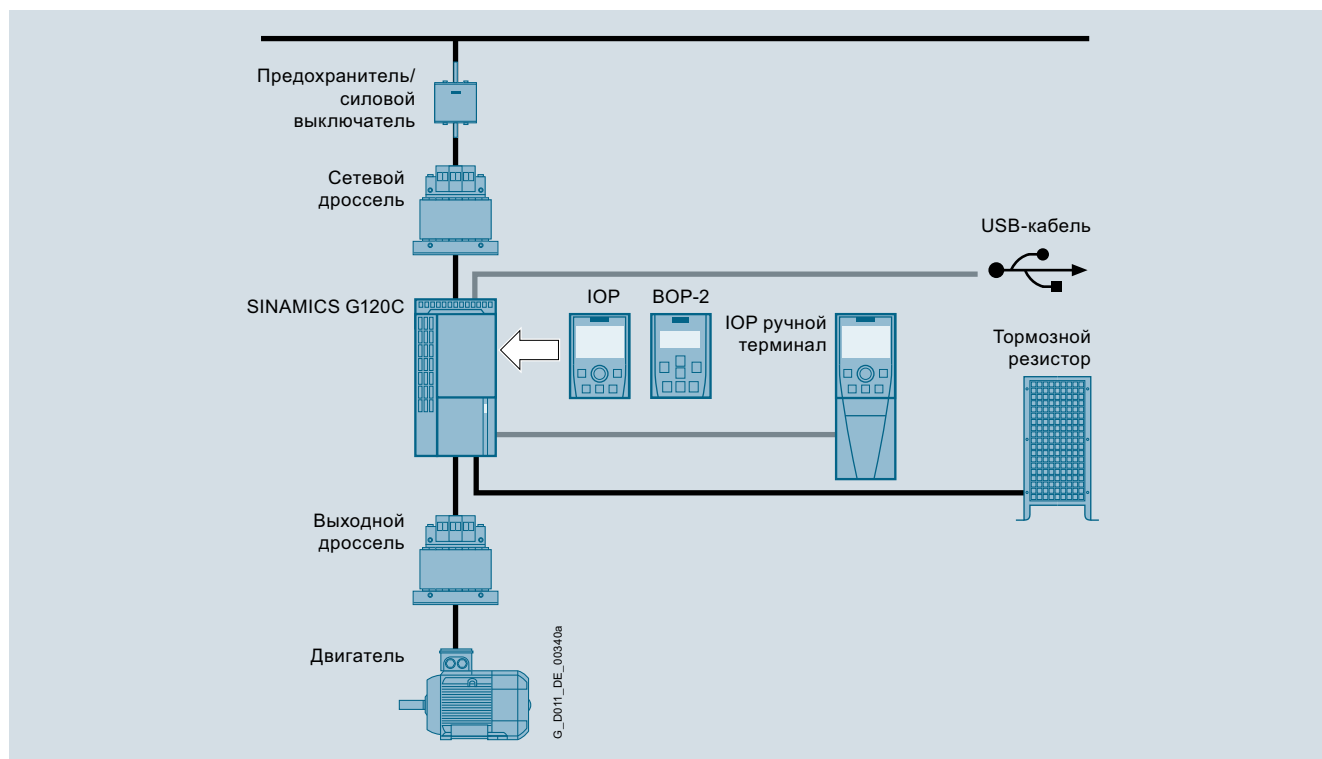 Предохранитель/
силовой
выключатель
Сетевой
дроссель
USB-кабель
SINAMICS G120C
IOP
BOP-2
IOP ручной
терминал
Тормозной
резистор
Выходной
дроссель
Двигатель
G_D011_DE_00340a